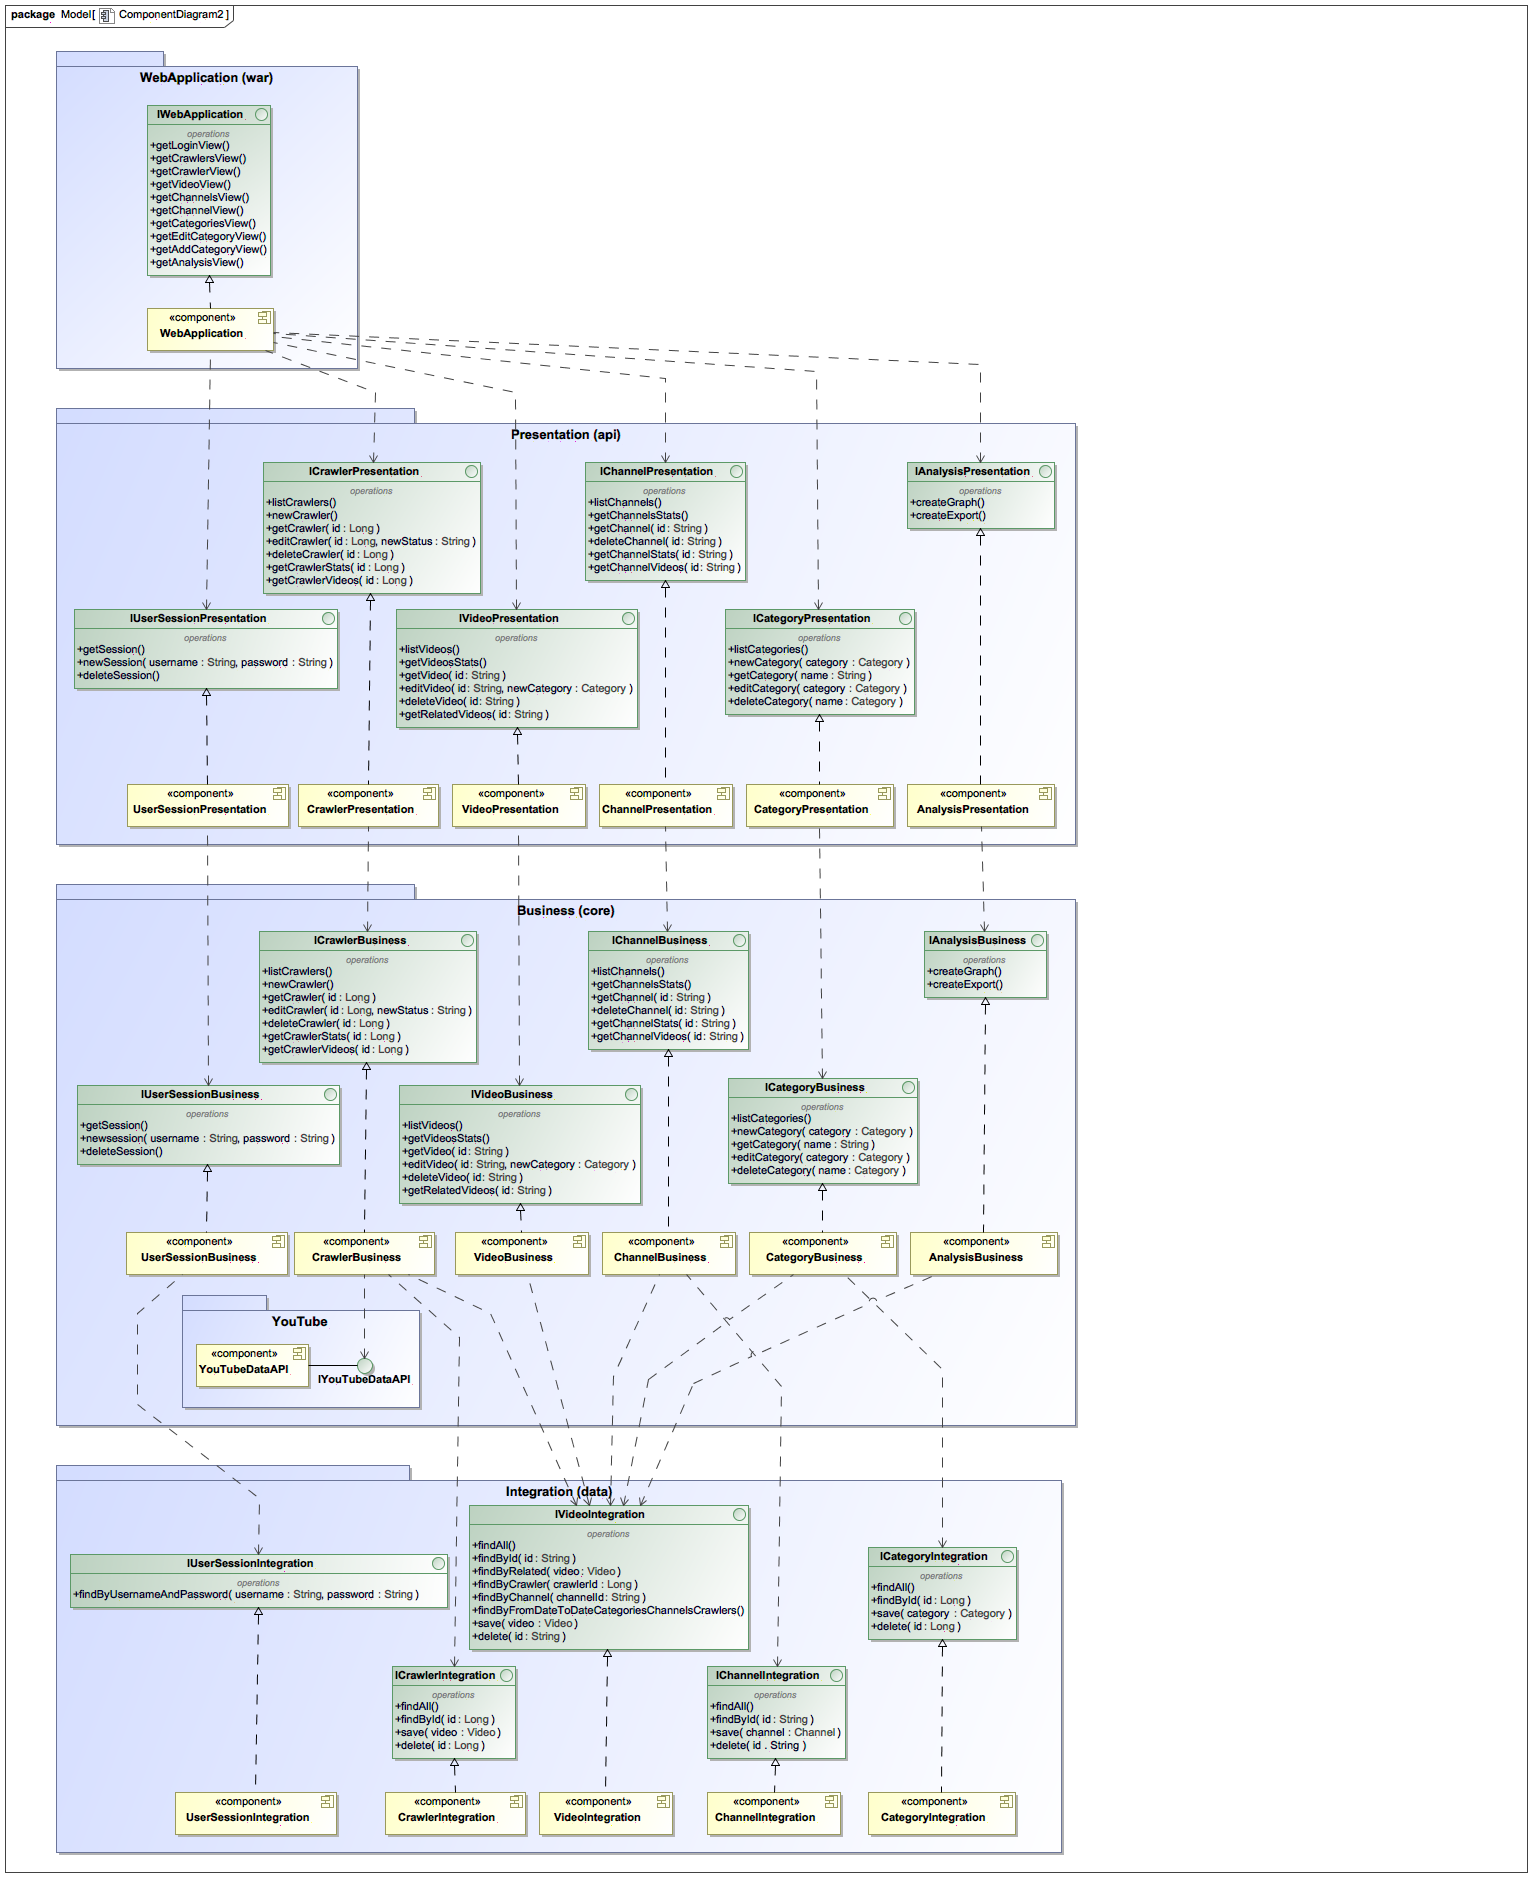 package Model[ ComponentDiagram2 ]
WebApplication (war)
IWebApplication
operations
+getLoginView()
+getCrawlersView()
+getCrawlerView()
+getVideoView()
+getChannelsView()
+getChannelView()
+getCategoriesView()
+getEditCategoryView()
+getAddCategoryView()
+getAnalysisView()
«component»
WebApplication
Presentation (api)
ICrawlerPresentation
operations
+listCrawlers()
+newCrawler()
+getCrawler( id : Long )
+editCrawler( id : Long, newStatus : String )
+deleteCrawler( id : Long )
+getCrawlerStats( id : Long )
+getCrawlerVideos( id : Long )
IChannelPresentation
operations
+listChannels()
+getChannelsStats()
+getChannel( id : String )
+deleteChannel( id : String )
+getChannelStats( id : String )
+getChannelVideos( id : String )
IAnalysisPresentation
operations
+createGraph()
+createExport()
IUserSessionPresentation
operations
+getSession()
+newSession( username : String, password : String )
+deleteSession()
IVideoPresentation
operations
+listVideos()
+getVideosStats()
+getVideo( id : String )
+editVideo( id : String, newCategory : Category )
+deleteVideo( id : String )
+getRelatedVideos( id : String )
ICategoryPresentation
operations
+listCategories()
+newCategory( category : Category )
+getCategory( name : String )
+editCategory( category : Category )
+deleteCategory( name : Category )
«component»
UserSessionPresentation
«component»
CrawlerPresentation
«component»
VideoPresentation
«component»
ChannelPresentation
«component»
CategoryPresentation
«component»
AnalysisPresentation
Business (core)
ICrawlerBusiness
operations
+listCrawlers()
+newCrawler()
+getCrawler( id : Long )
+editCrawler( id : Long, newStatus : String )
+deleteCrawler( id : Long )
+getCrawlerStats( id : Long )
+getCrawlerVideos( id : Long )
IChannelBusiness
operations
+listChannels()
+getChannelsStats()
+getChannel( id : String )
+deleteChannel( id : String )
+getChannelStats( id : String )
+getChannelVideos( id : String )
IAnalysisBusiness
operations
+createGraph()
+createExport()
IUserSessionBusiness
operations
+getSession()
+newsession( username : String, password : String )
+deleteSession()
IVideoBusiness
operations
+listVideos()
+getVideosStats()
+getVideo( id : String )
+editVideo( id : String, newCategory : Category )
+deleteVideo( id : String )
+getRelatedVideos( id : String )
ICategoryBusiness
operations
+listCategories()
+newCategory( category : Category )
+getCategory( name : String )
+editCategory( category : Category )
+deleteCategory( name : Category )
«component»
UserSessionBusiness
«component»
CrawlerBusiness
«component»
VideoBusiness
«component»
ChannelBusiness
«component»
CategoryBusiness
«component»
AnalysisBusiness
YouTube
«component»
YouTubeDataAPI
IYouTubeDataAPI
Integration (data)
IVideoIntegration
operations
+findAll()
+findById( id : String )
+findByRelated( video : Video )
+findByCrawler( crawlerId : Long )
+findByChannel( channelId : String )
+findByFromDateToDateCategoriesChannelsCrawlers()
+save( video : Video )
+delete( id : String )
IUserSessionIntegration
operations
+findByUsernameAndPassword( username : String, password : String )
ICategoryIntegration
operations
+findAll()
+findById( id : Long )
+save( category : Category )
+delete( id : Long )
ICrawlerIntegration
operations
+findAll()
+findById( id : Long )
+save( video : Video )
+delete( id : Long )
IChannelIntegration
operations
+findAll()
+findById( id : String )
+save( channel : Channel )
+delete( id . String )
«component»
UserSessionIntegration
«component»
CrawlerIntegration
«component»
VideoIntegration
«component»
ChannelIntegration
«component»
CategoryIntegration